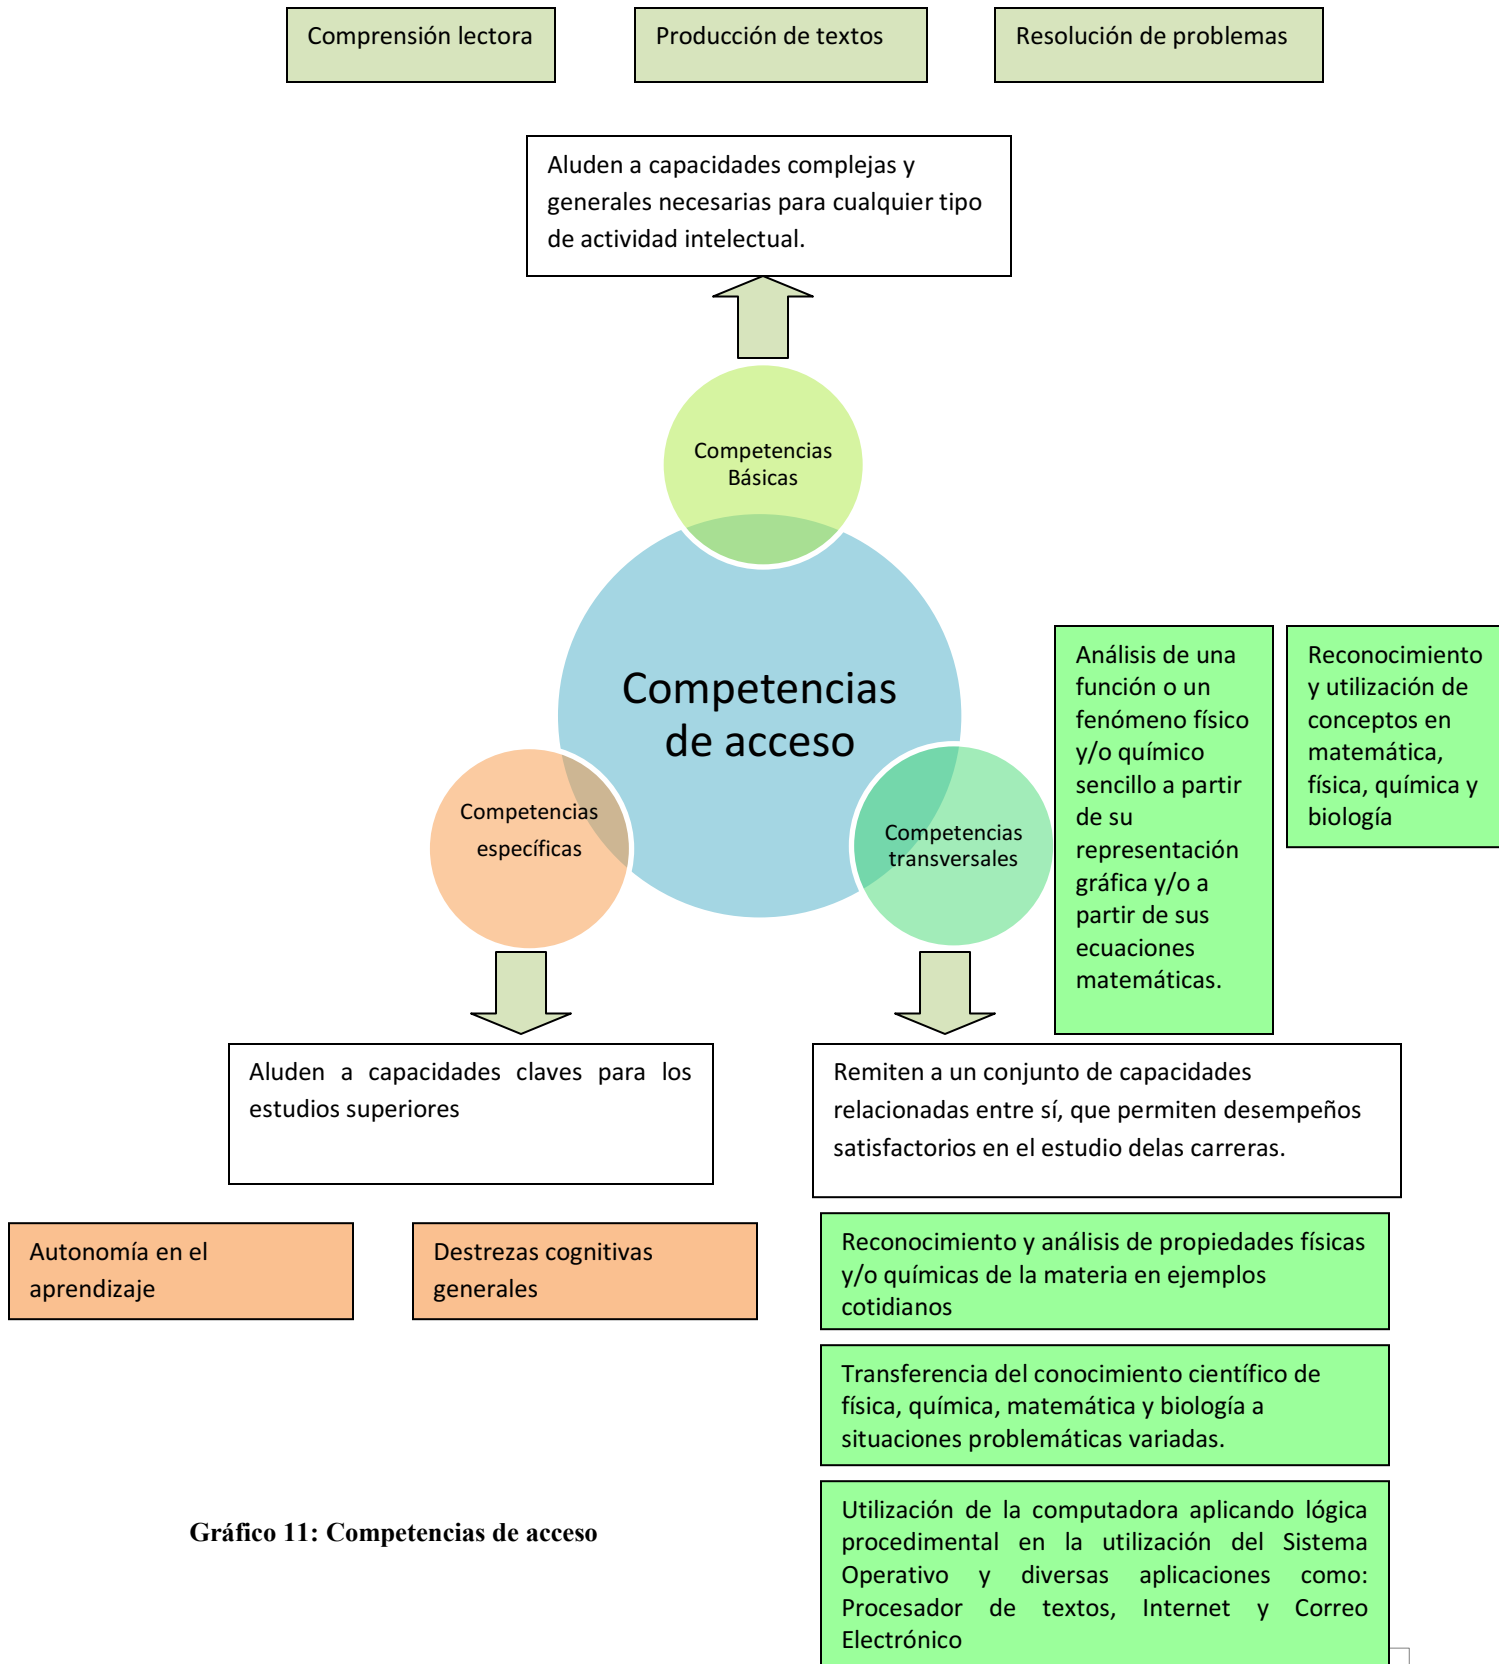 Comprensión lectora
Producción de textos
Resolución de problemas
Aluden a capacidades complejas y
generales necesarias para cualquier tipo
de actividad intelectual.
Competencias
Básicas
Competencias
de acceso
Competencias
específicas
Competencias
transversales
Análisis de una
función o un
fenómeno físico
y/o químico
sencillo a partir
de su
representación
gráfica y/o a
partir de sus
ecuaciones
matemáticas.
Reconocimiento
y utilización de
conceptos en
matemática,
física, química y
biología
Aluden a capacidades claves para los
estudios superiores
Remiten a un conjunto de capacidades
relacionadas entre sí, que permiten desempeños
satisfactorios en el estudio delas carreras.
Autonomía en el
aprendizaje
Destrezas cognitivas
generales
Reconocimiento y análisis de propiedades físicas
y/o químicas de la materia en ejemplos
cotidianos
Transferencia del conocimiento científico de
física, química, matemática y biología a
situaciones problemáticas variadas.
Utilización de la computadora aplicando lógica
procedimental en la utilización del Sistema
Operativo y diversas aplicaciones como:
Procesador de textos, Internet y Correo
Electrónico
Gráfico 11: Competencias de acceso